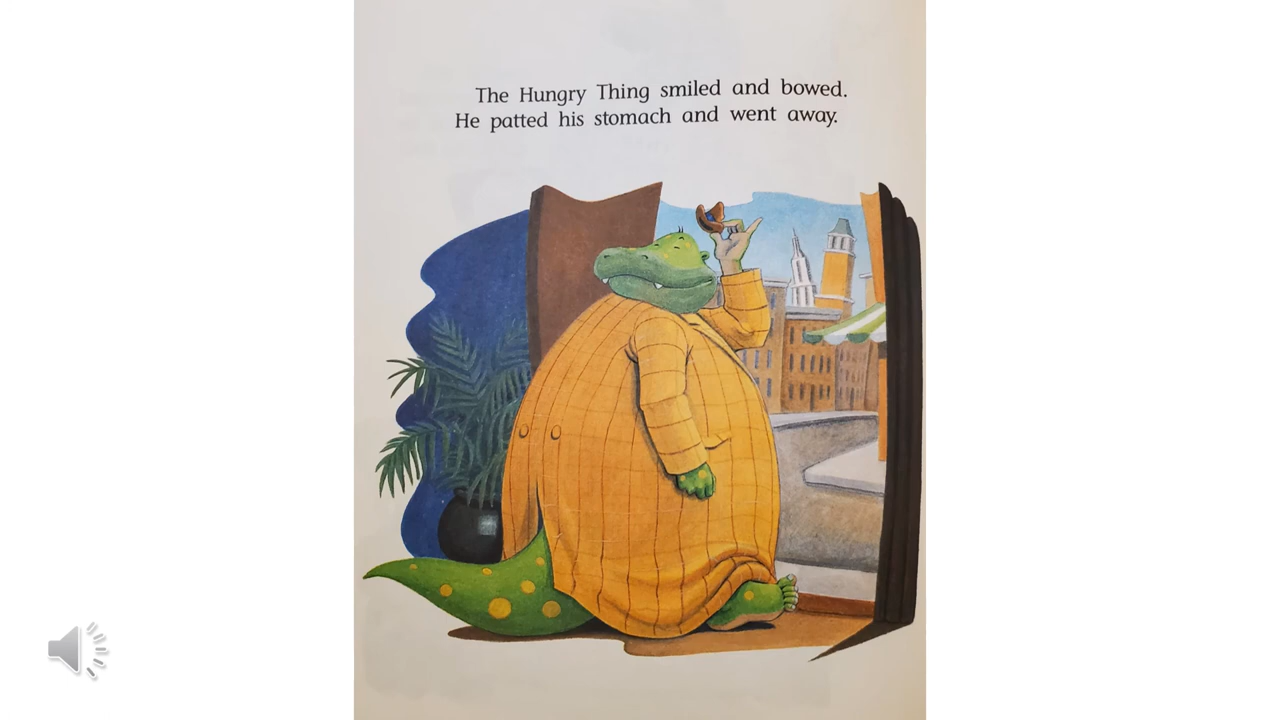 The Hungry Thing smiled and bowed.
He patted his stomach and went away.